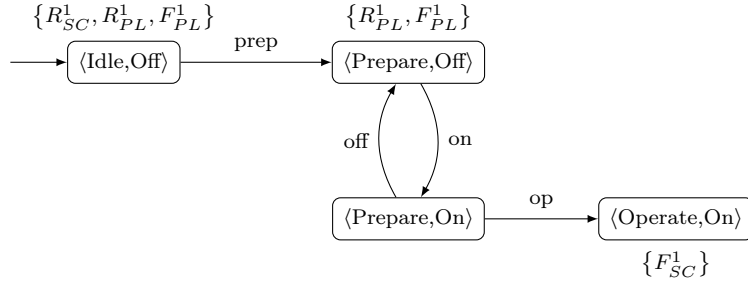 {R^1_{SC}, R^1_{PL}, F^1_{PL}}
{R^1_{PL}, F^1_{PL}}
prep
⟨Idle,Off⟩
⟨Prepare,Off⟩
off
on
⟨Prepare,On⟩
op
⟨Operate,On⟩
{F^1_{SC}}